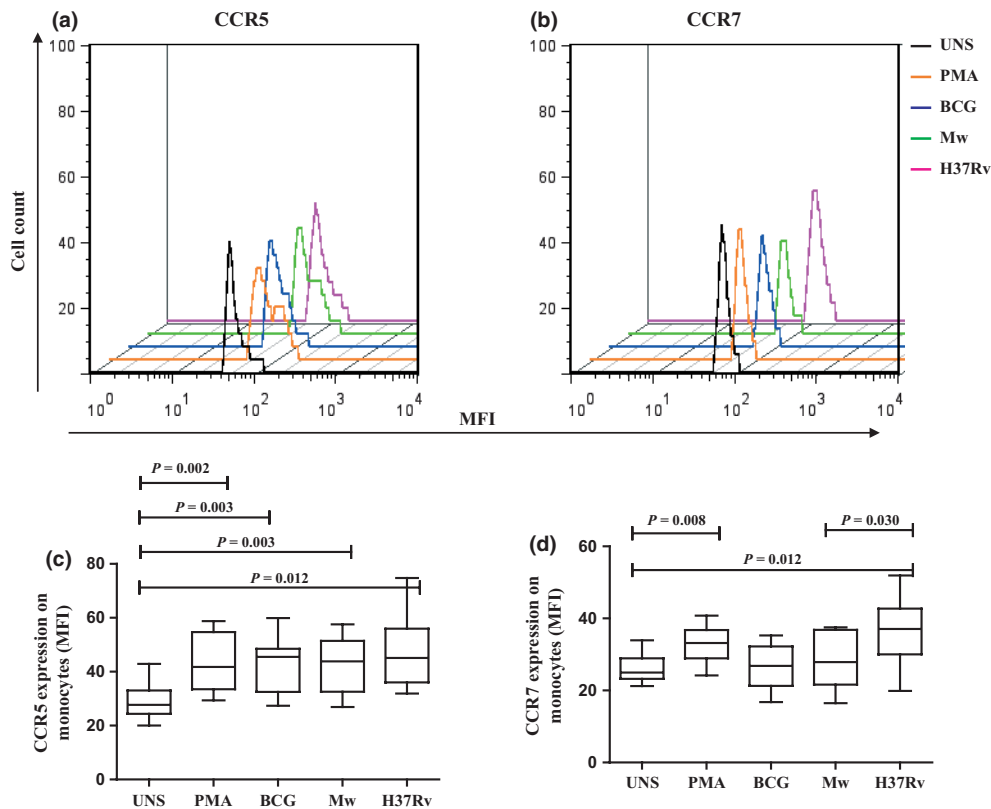 (a) CCR5
(b) CCR7
100
80
60
40
20
Cell count
10^0 10^1 10^2 10^3 10^4
100
80
60
40
20
10^0 10^1 10^2 10^3 10^4
MFI
UNS
PMA
BCG
Mw
H37Rv
P = 0.002
P = 0.003
P = 0.003
P = 0.012
(c)
80
60
40
20
0
CCR5 expression on
monocytes (MFI)
UNS PMA BCG Mw H37Rv
P = 0.008
P = 0.030
P = 0.012
(d)
60
40
20
0
CCR7 expression on
monocytes (MFI)
UNS PMA BCG Mw H37Rv